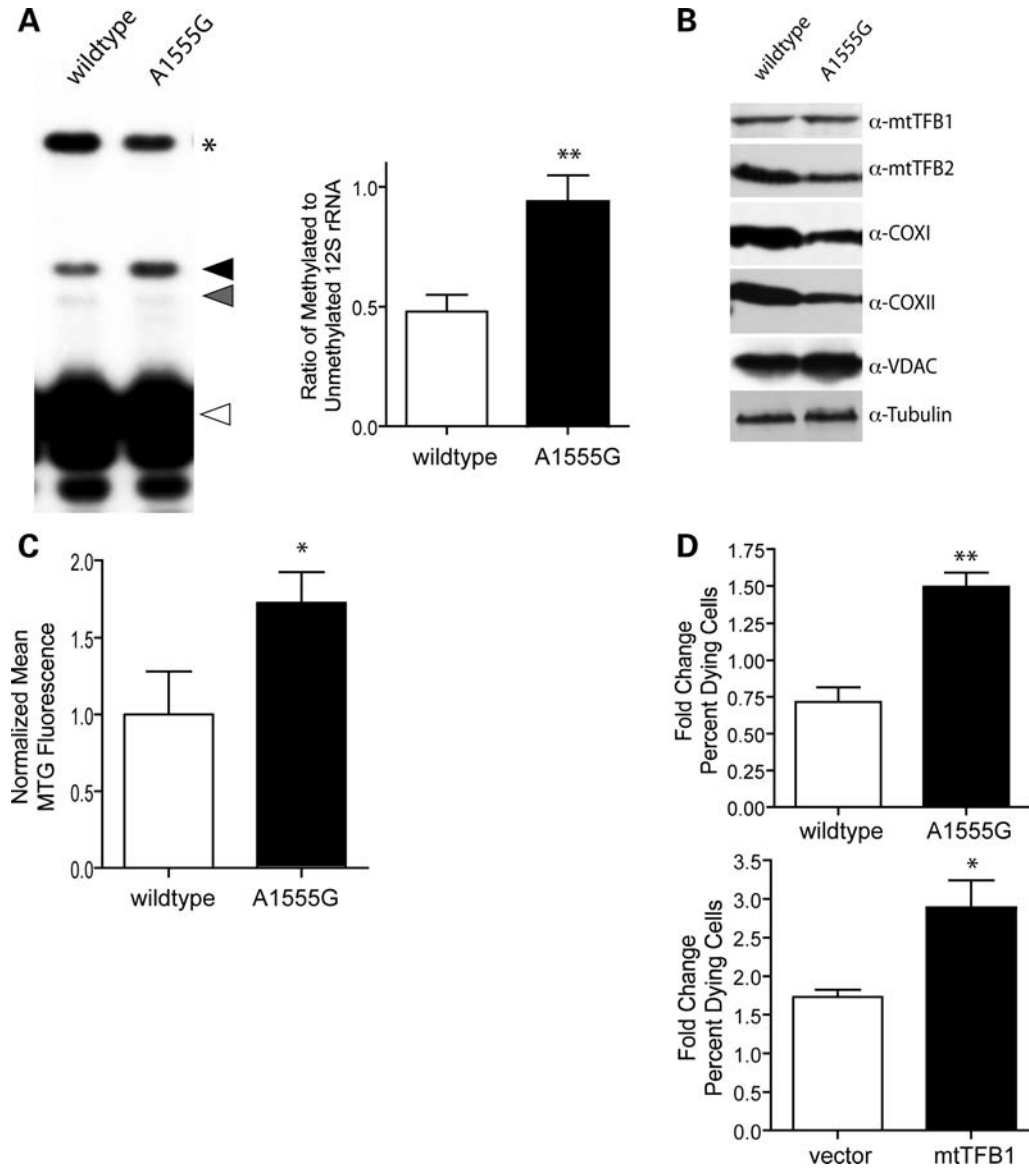 A
wildtype
A1555G
*
Ratio of Methylated to
Unmethylated 12S rRNA
1.0
0.5
0.0
**
wildtype
A1555G
B
wildtype
A1555G
α-mtTFB1
α-mtTFB2
α-COXI
α-COXII
α-VDAC
α-Tubulin
C
Normalized Mean
MTG Fluorescence
2.0
1.5
1.0
0.5
0.0
*
wildtype
A1555G
D
Fold Change
Percent Dying Cells
1.75
1.50
1.25
1.00
0.75
0.50
0.25
0.00
**
wildtype
A1555G
Fold Change
Percent Dying Cells
3.5
3.0
2.5
2.0
1.5
1.0
0.5
0.0
*
vector
mtTFB1